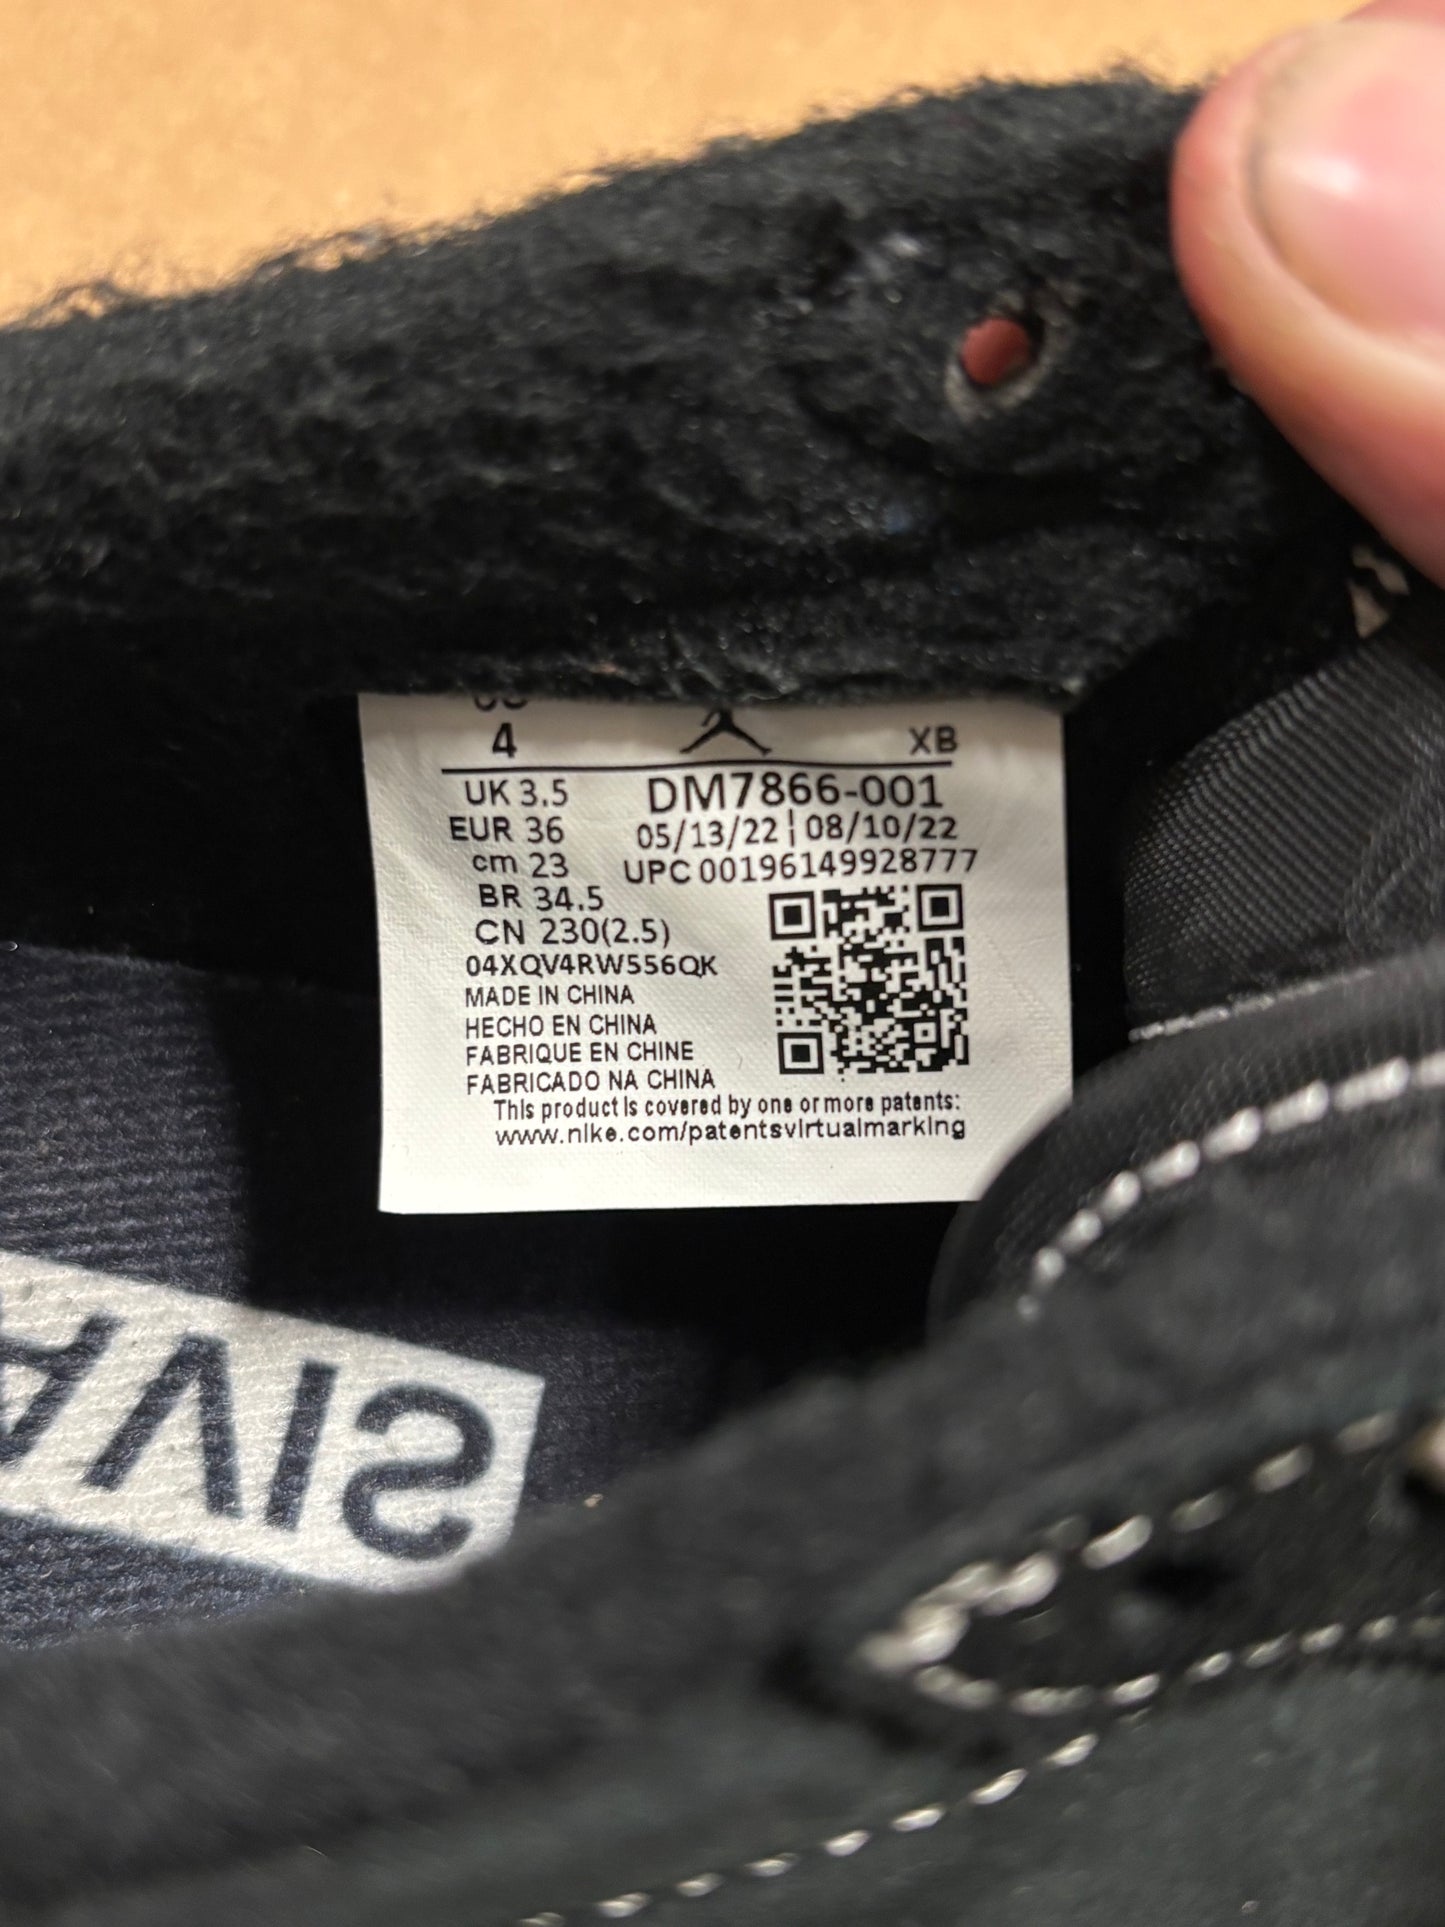 US
4
XB
UK 3.5
DM7866-001
EUR 36
05/13/22 ¦ 08/10/22
cm 23
UPC 00196149928777
BR 34.5
CN 230(2.5)
04XQV4RW556QK
MADE IN CHINA
HECHO EN CHINA
FABRIQUE EN CHINE
FABRICADO NA CHINA
This product is covered by one or more patents:
www.nike.com/patentsvirtualmarking